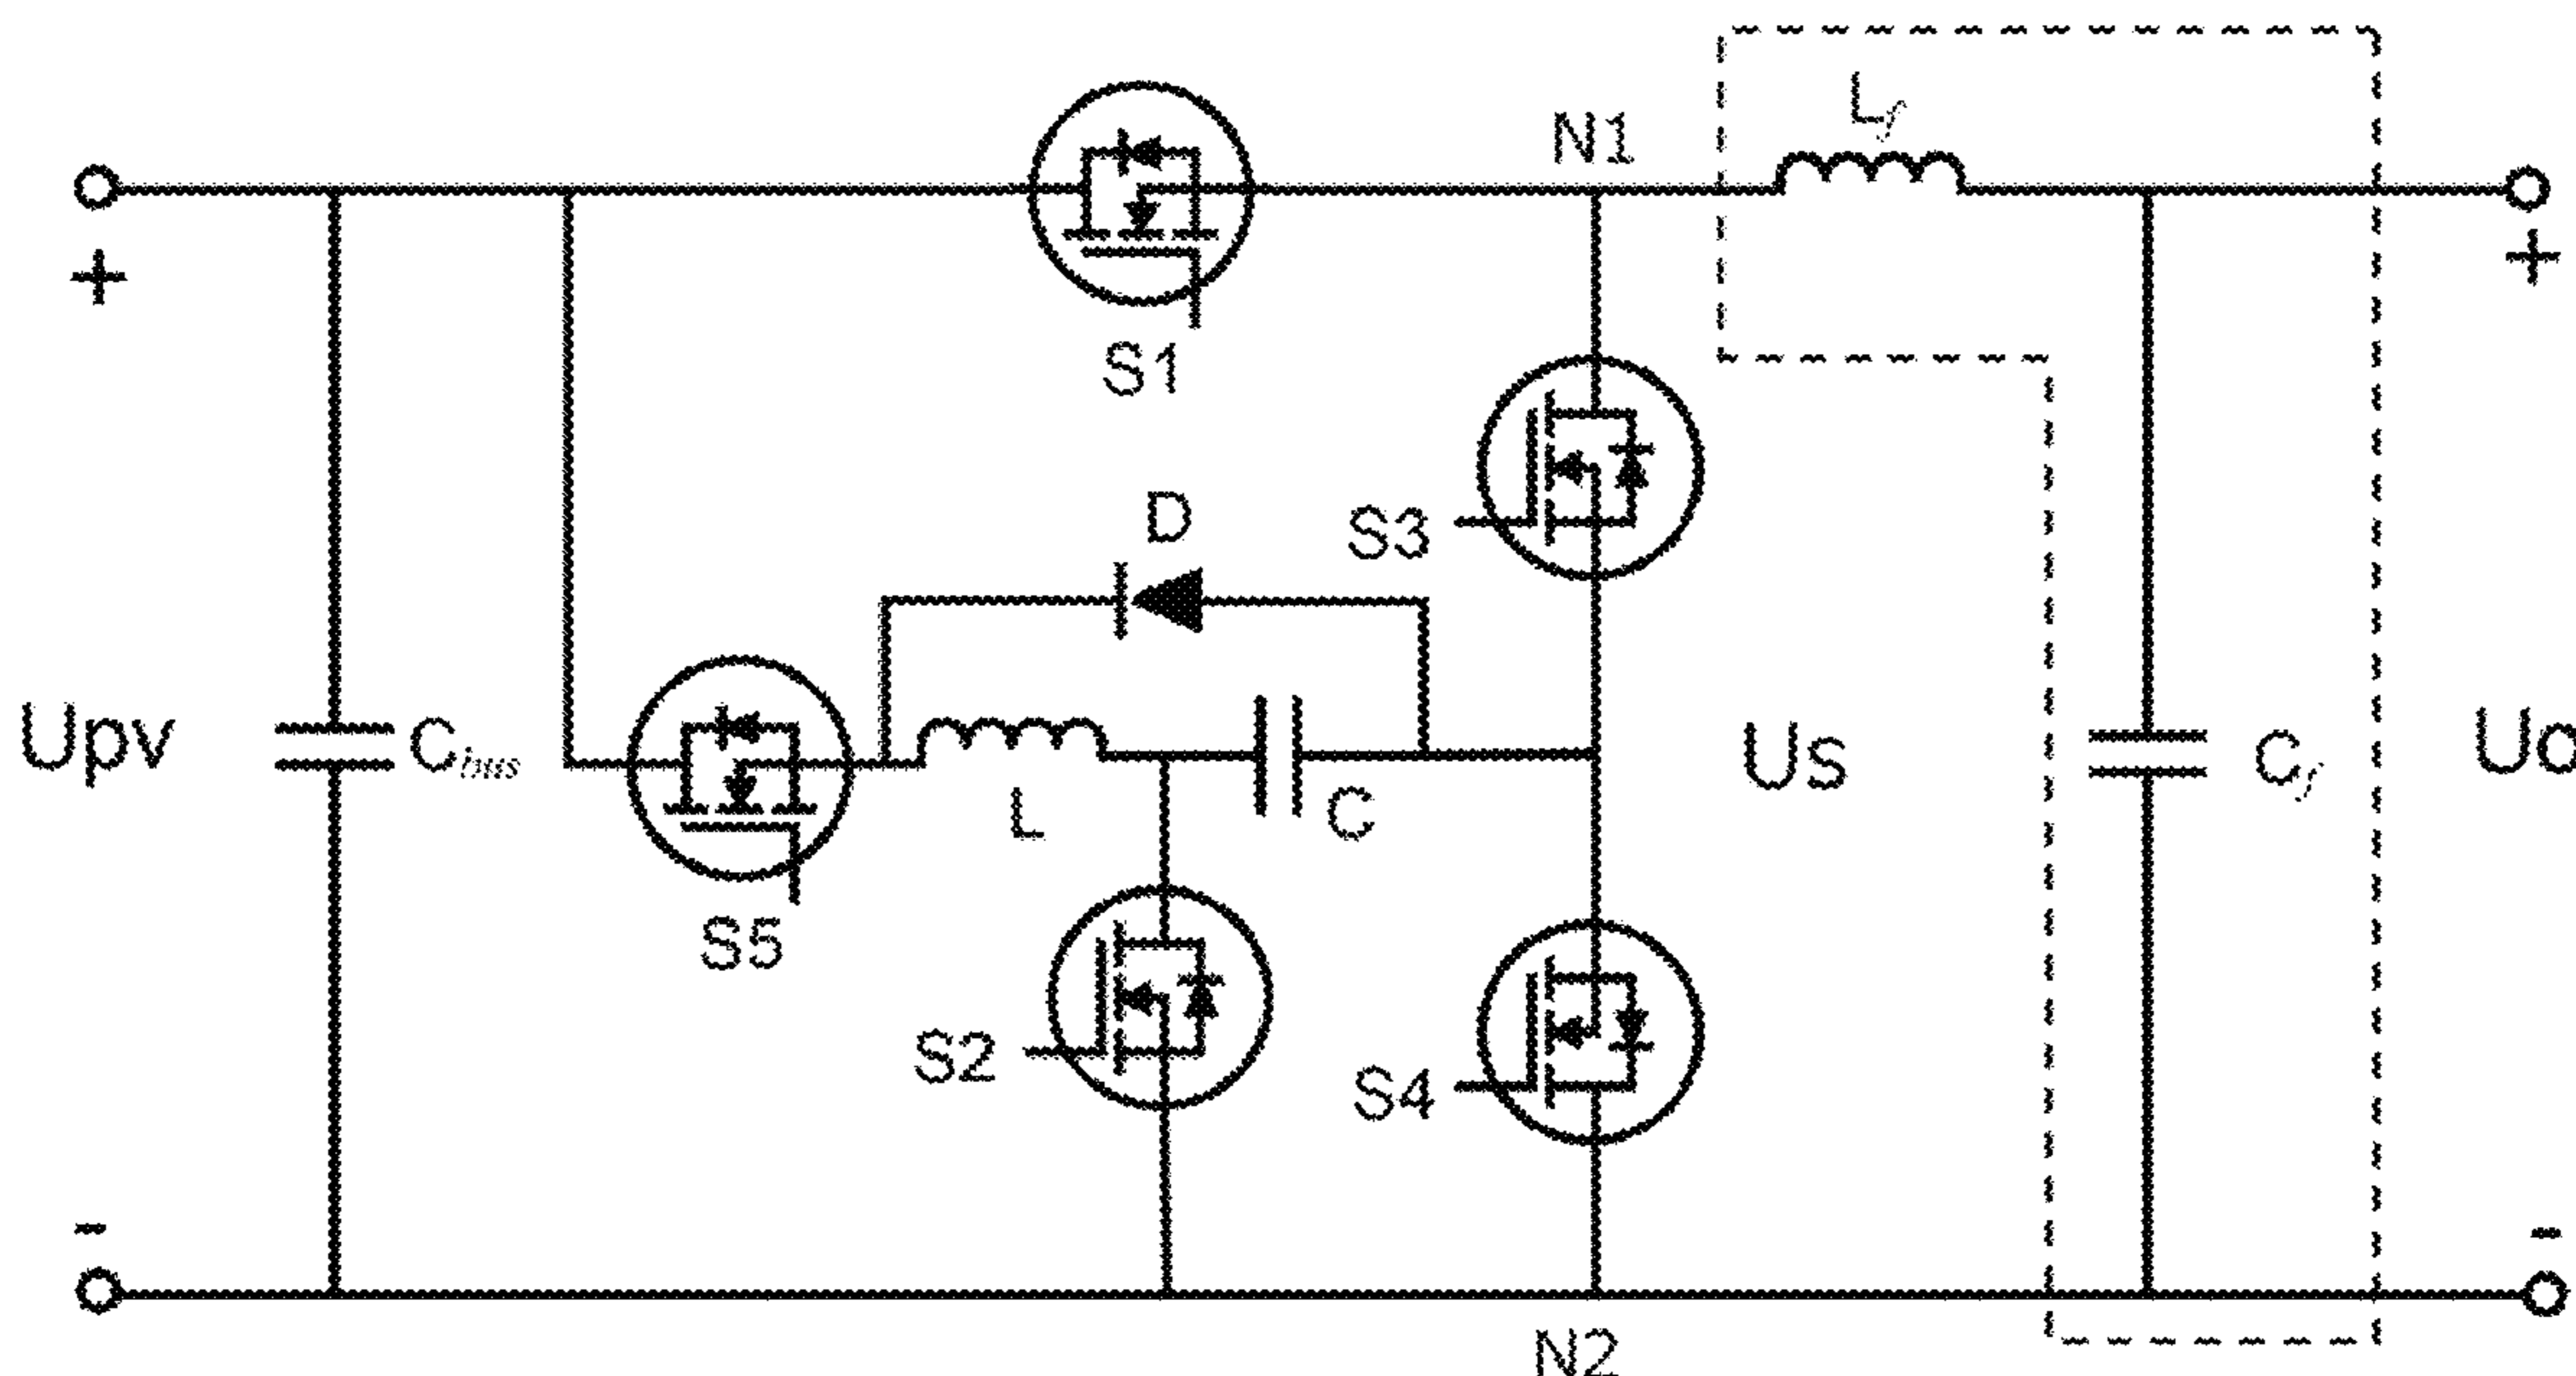 Lf
N1
+
+
S1
D
S3
Upv
Cbus
Us
Cf
Uo
L
C
S5
S2
S4
-
-
N2